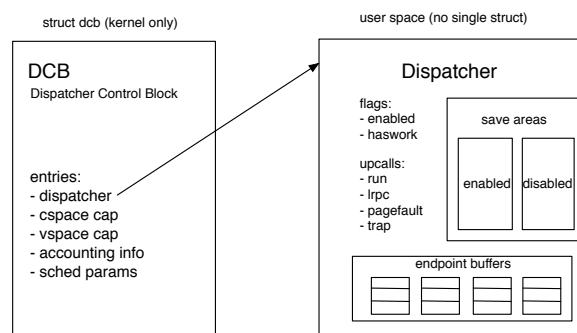 struct dcb (kernel only)
DCB
Dispatcher Control Block
entries:
- dispatcher
- cspace cap
- vspace cap
- accounting info
- sched params
user space (no single struct)
Dispatcher
flags:
- enabled
- haswork
upcalls:
- run
- lrpc
- pagefault
- trap
save areas
enabled
disabled
endpoint buffers